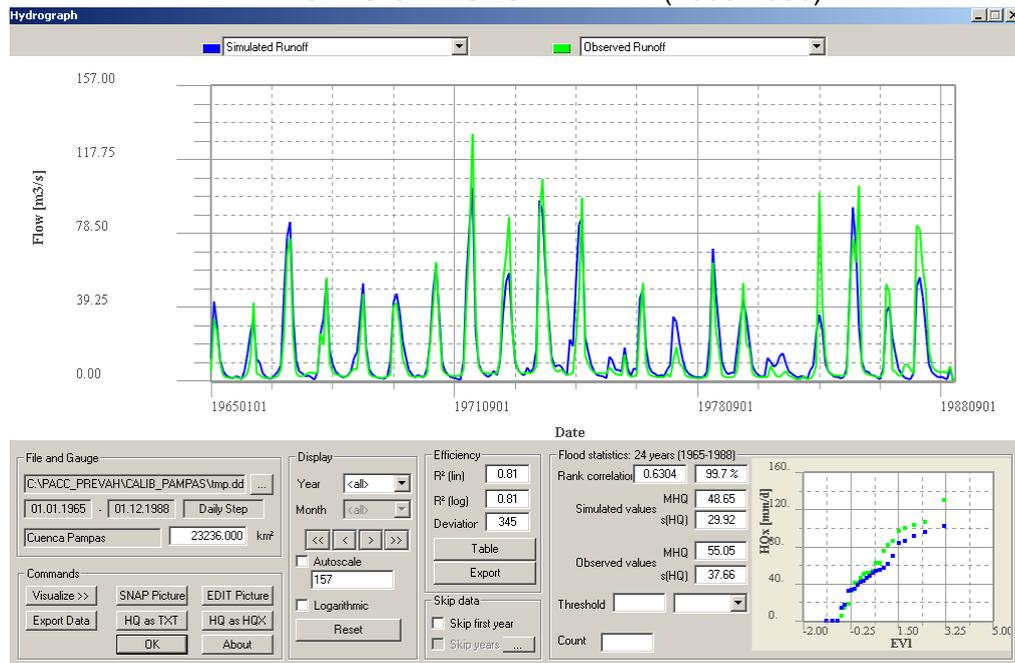 Hydrograph
Simulated Runoff
Observed Runoff
157.00
117.75
78.50
39.25
0.00
Flow [m3/s]
19650101
19710901
19780901
19880901
Date
File and Gauge
C:\PACC_PREVAH\CALIB_PAMPAS\tmp.dd
...
01.01.1965 - 01.12.1988 Daily Step
Cuenca Pampas 23236.000 km²
Commands
Visualize >> SNAP Picture EDIT Picture
Export Data HQ as TXT HQ as HQX
OK About
Display
Year <all>
Month <all>
<< < > >>
Autoscale
157
Logarithmic
Reset
Efficiency
R² (lin) 0.81
R² (log) 0.81
Deviation 345
Table
Export
Skip data
Skip first year
Skip years ...
Flood statistics: 24 years (1965-1988)
Rank correlation 0.6304 99.7 %
Simulated values
MHQ 48.65
s(HQ) 29.92
Observed values
MHQ 55.05
s(HQ) 37.66
Threshold
Count
160.
120.
80.
40.
0.
HQx [mm/d]
-2.00 -0.25 1.50 3.25 5.00
EV1